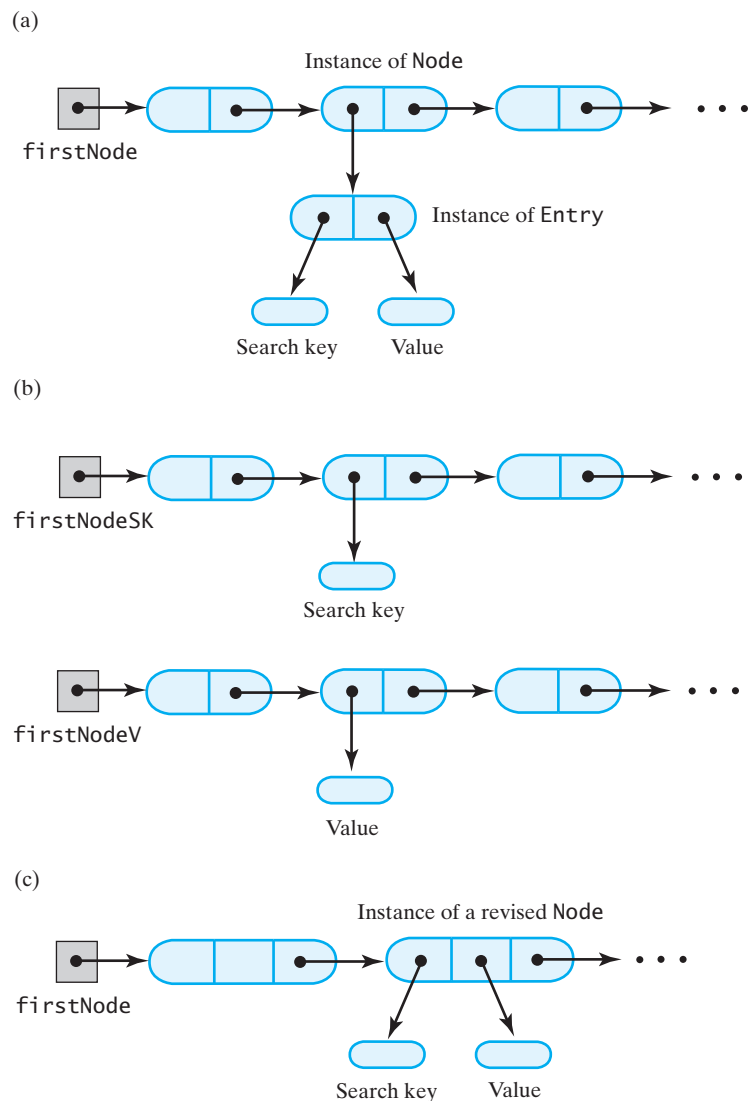 (a)
Instance of Node
firstNode
Instance of Entry
Search key
Value
(b)
firstNodeSK
Search key
firstNodeV
Value
(c)
Instance of a revised Node
firstNode
Search key
Value